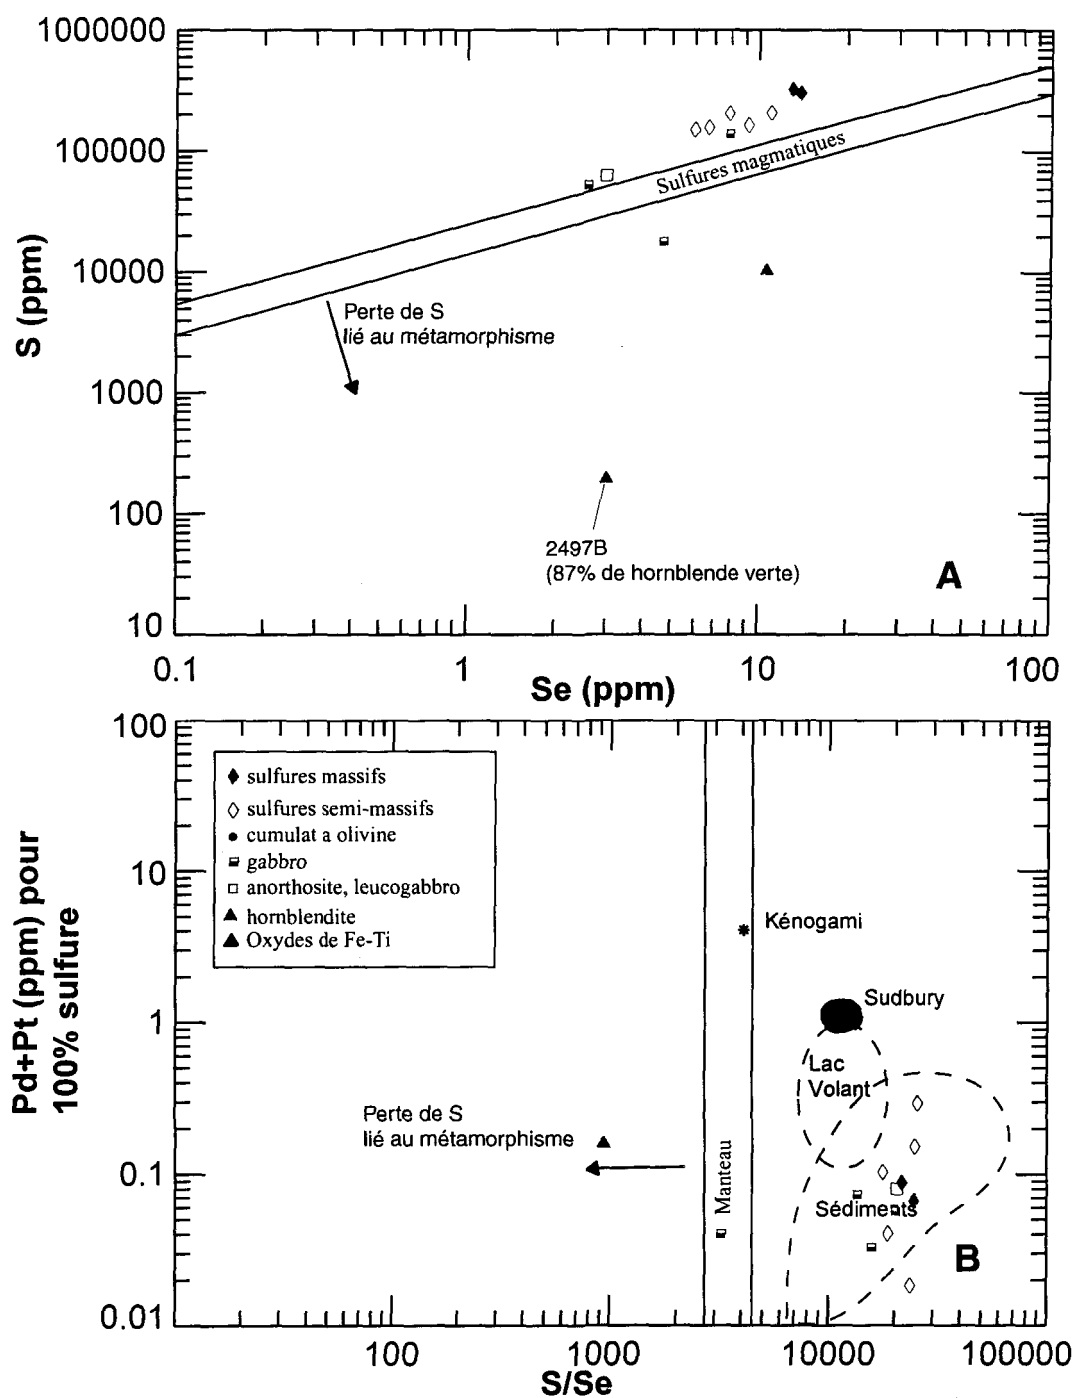 1000000
100000
10000
1000
100
10
S (ppm)
Sulfures magmatiques
Perte de S
lié au métamorphisme
2497B
(87% de hornblende verte)
A
0.1
1
10
100
Se (ppm)
100
10
1
0.1
0.01
Pd+Pt (ppm) pour
100% sulfure
sulfures massifs
sulfures semi-massifs
cumulat a olivine
gabbro
anorthosite, leucogabbro
hornblendite
Oxydes de Fe-Ti
Kénogami
Sudbury
Lac
Volant
Perte de S
lié au métamorphisme
Manteau
Sédiments
B
100
1000
10000
100000
S/Se